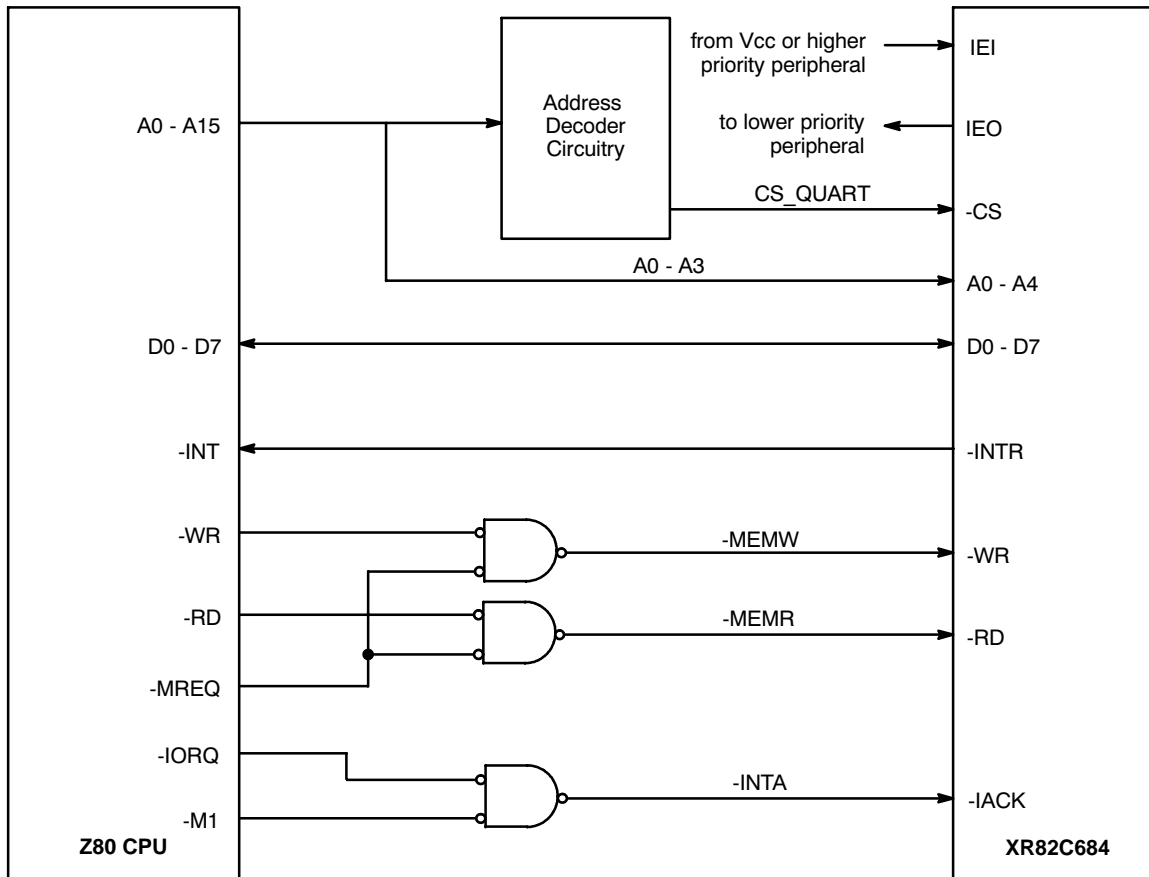 from Vcc or higher
priority peripheral
IEI
A0 - A15
Address
Decoder
Circuitry
to lower priority
peripheral
IEO
CS_QUART
-CS
A0 - A3
A0 - A4
D0 - D7
D0 - D7
-INT
-INTR
-WR
-MEMW
-WR
-RD
-MEMR
-RD
-MREQ
-IORQ
-INTA
-IACK
-M1
Z80 CPU
XR82C684